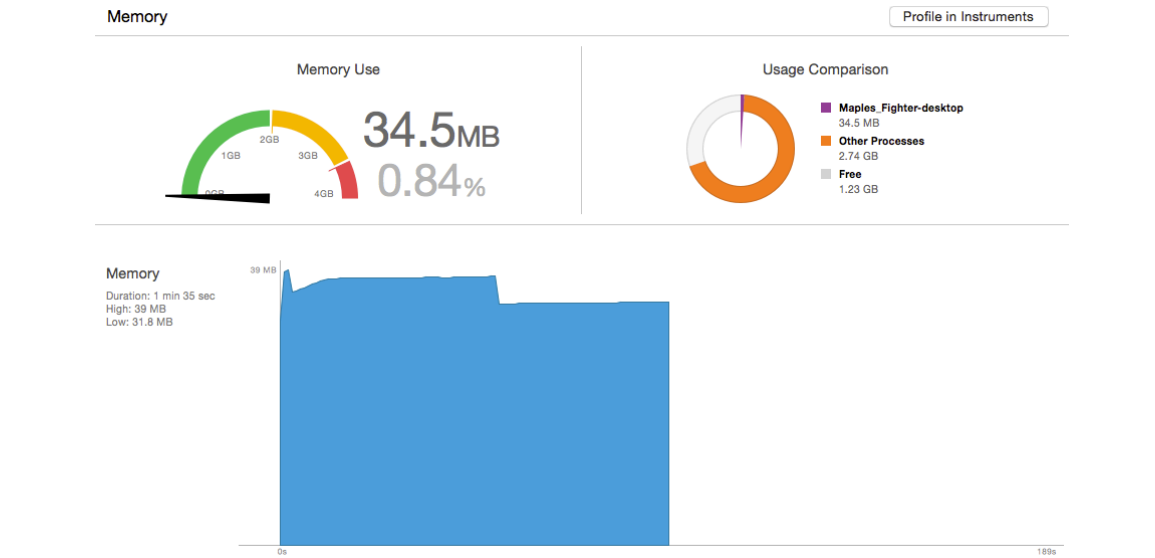 Memory
Profile in Instruments
Memory Use
0GB
1GB
2GB
3GB
4GB
34.5MB
0.84%
Usage Comparison
Maples_Fighter-desktop
34.5 MB
Other Processes
2.74 GB
Free
1.23 GB
Memory
Duration: 1 min 35 sec
High: 39 MB
Low: 31.8 MB
39 MB
0s
189s